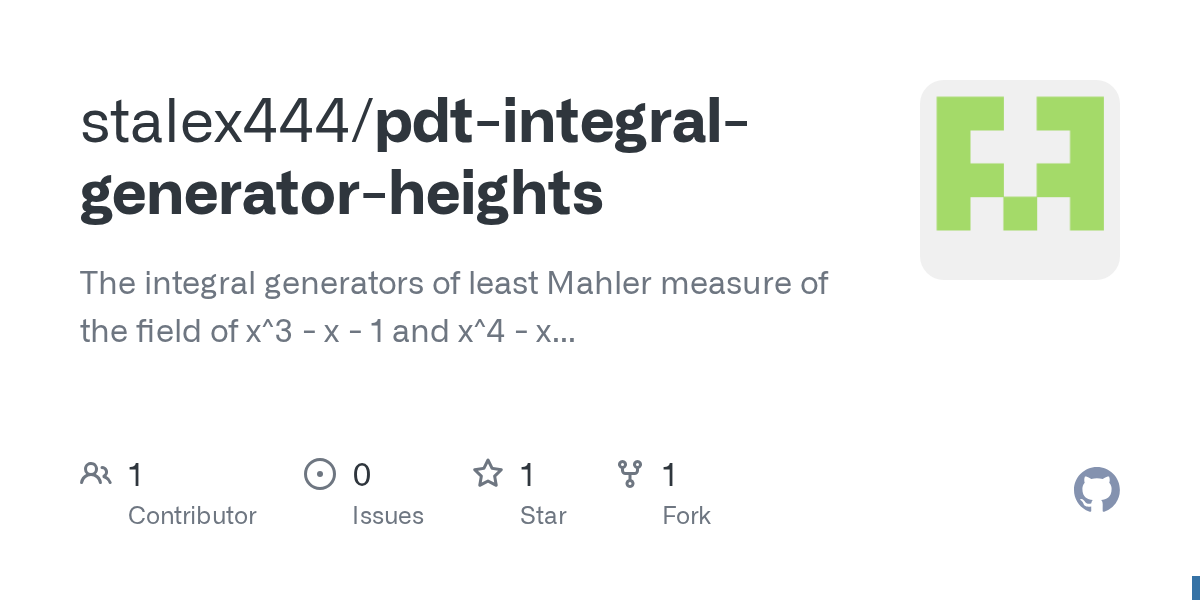 stalex444/pdt-integral-
generator-heights
The integral generators of least Mahler measure of
the field of x^3 - x - 1 and x^4 - x...
1 0 1 1
Contributor Issues Star Fork